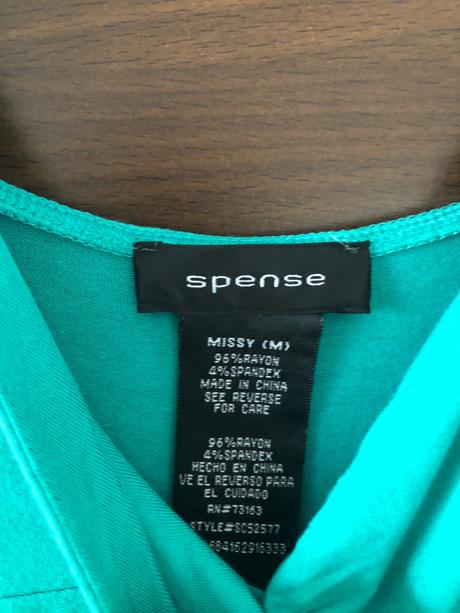 spense
MISSY (M)
96%RAYON
4%SPANDEX
MADE IN CHINA
SEE REVERSE
FOR CARE
96%RAYON
4%SPANDEX
HECHO EN CHINA
VE EL REVERSO PARA
EL CUIDADO
RN#73163
STYLE#SC52577
684162916333